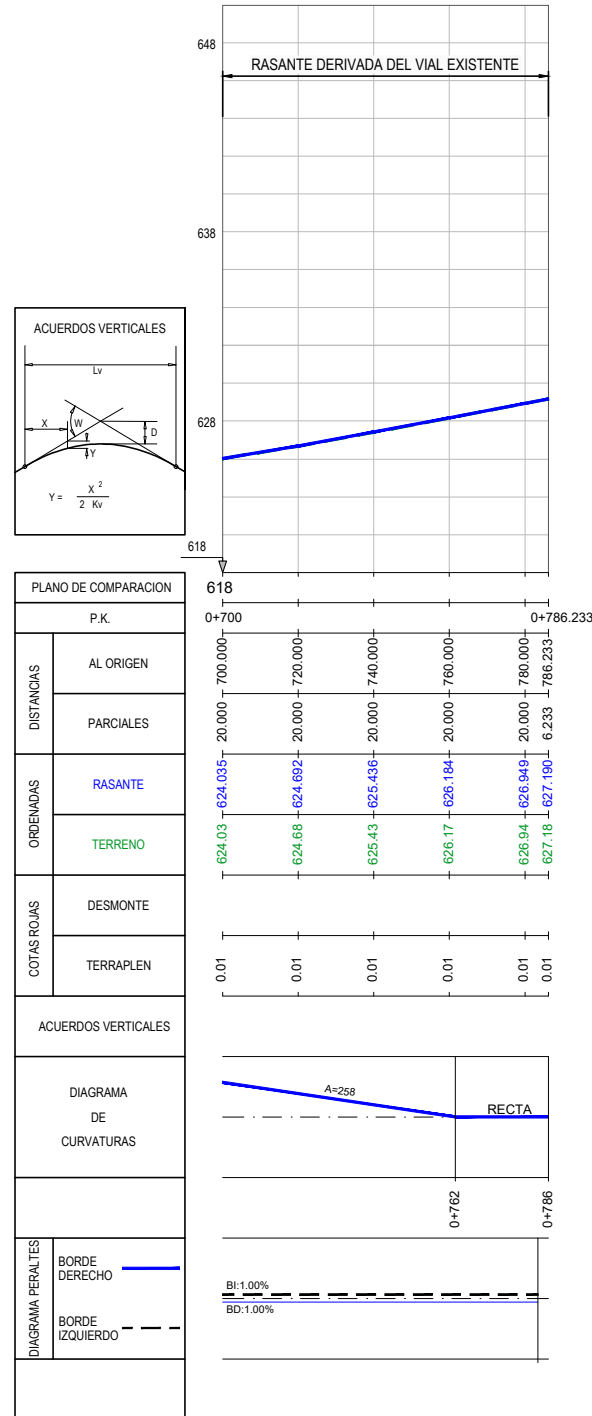 648
RASANTE DERIVADA DEL VIAL EXISTENTE
638
ACUERDOS VERTICALES
Lv
X
W
D
Y
Y = X 2
2 Kv
628
618
PLANO DE COMPARACION 618
P.K. 0+700 0+786.233
DISTANCIAS
AL ORIGEN 700.000 720.000 740.000 760.000 780.000 786.233
PARCIALES 20.000 20.000 20.000 20.000 20.000 6.233
ORDENADAS
RASANTE 624.035 624.692 625.436 626.184 626.949 627.190
TERRENO 624.03 624.68 625.43 626.17 626.94 627.18
COTAS ROJAS
DESMONTE
TERRAPLEN 0.01 0.01 0.01 0.01 0.01 0.01
ACUERDOS VERTICALES
DIAGRAMA
DE
CURVATURAS
A=258
RECTA
0+762 0+786
DIAGRAMA PERALTES
BORDE
DERECHO
BORDE
IZQUIERDO
BI:1.00%
BD:1.00%